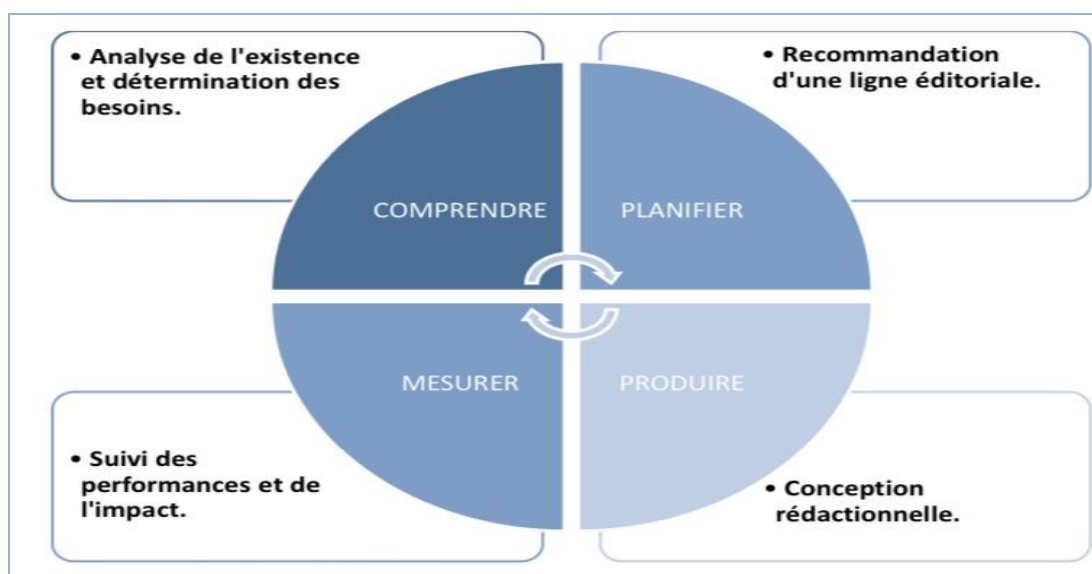 • Analyse de l'existence
et détermination des
besoins.
• Recommandation
d'une ligne éditoriale.
COMPRENDRE
PLANIFIER
MESURER
PRODUIRE
• Suivi des
performances et de
l'impact.
• Conception
rédactionnelle.